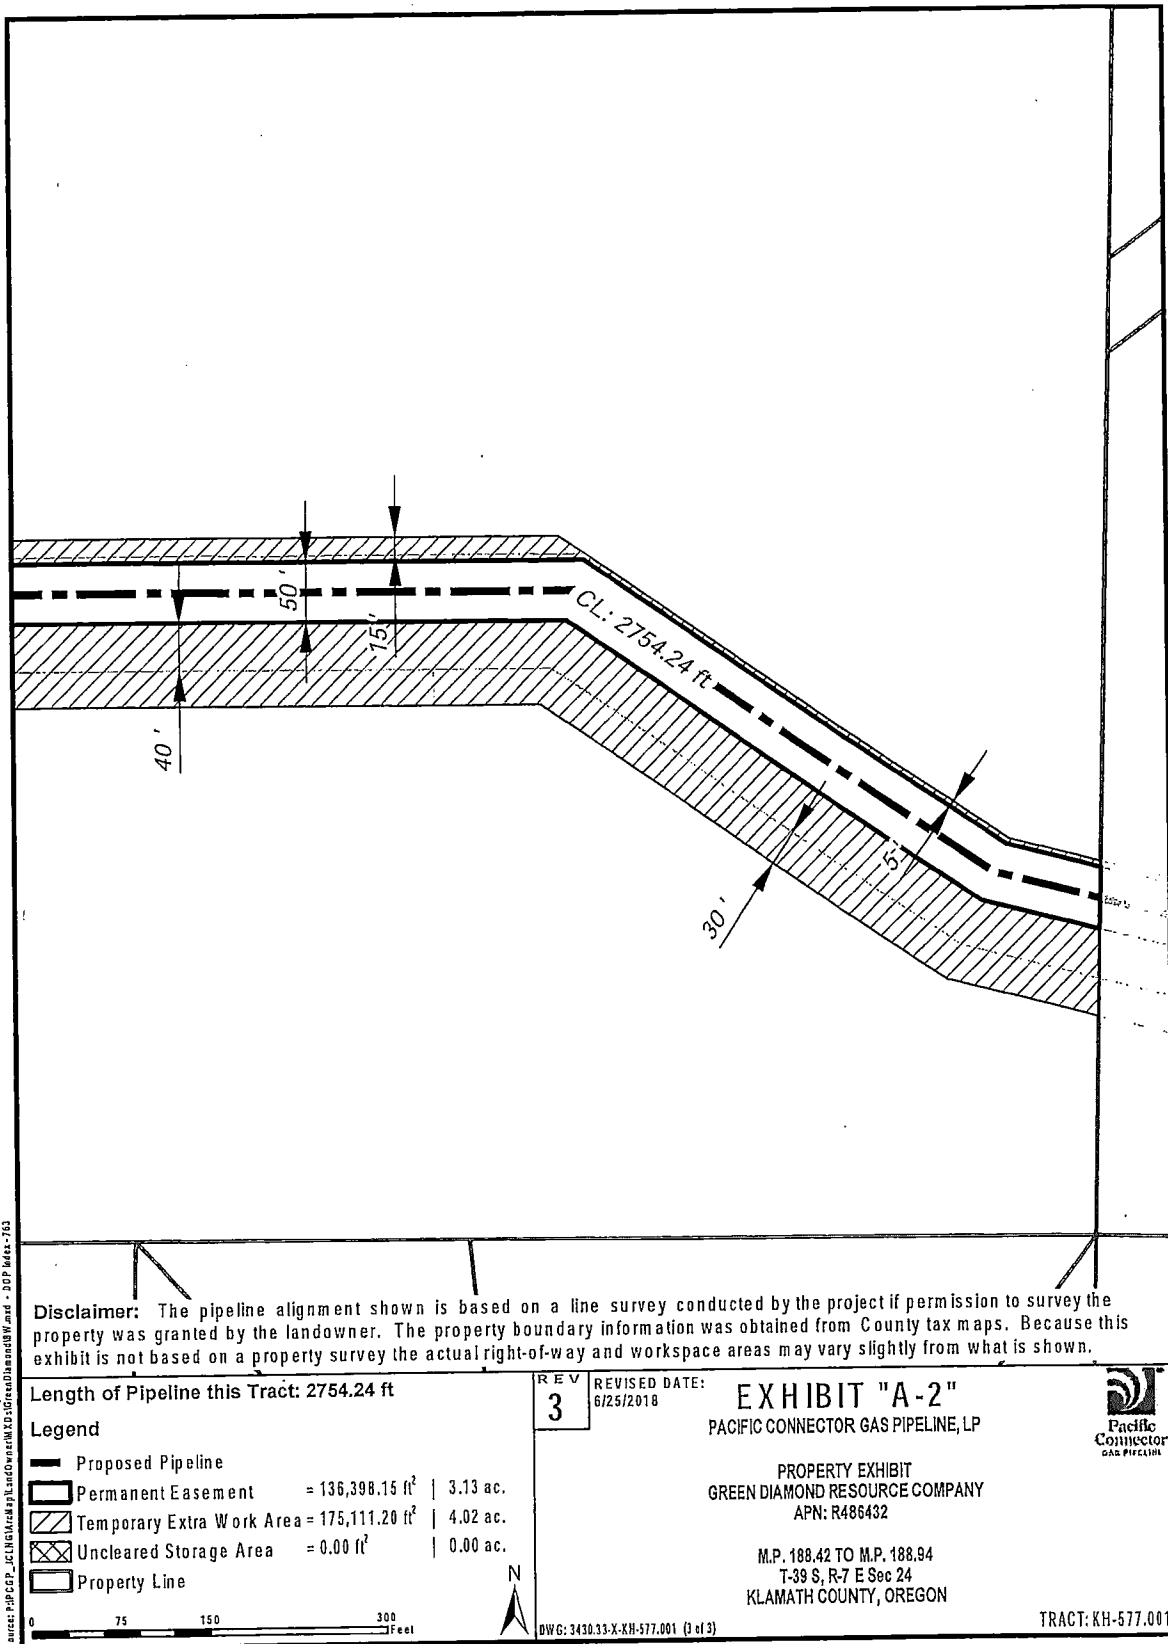 50 '
15 '
40 '
CL: 2754.24 ft
5 '
30 '
Disclaimer: The pipeline alignment shown is based on a line survey conducted by the project if permission to survey the
property was granted by the landowner. The property boundary information was obtained from County tax maps. Because this
exhibit is not based on a property survey the actual right-of-way and workspace areas may vary slightly from what is shown.
Length of Pipeline this Tract: 2754.24 ft
Legend
Proposed Pipeline
Permanent Easement = 136,398.15 ft² | 3.13 ac.
Temporary Extra Work Area = 175,111.20 ft² | 4.02 ac.
Uncleared Storage Area = 0.00 ft² | 0.00 ac.
Property Line
0 75 150 300
Feet
N
REV
3
REVISED DATE:
6/25/2018
EXHIBIT "A-2"
PACIFIC CONNECTOR GAS PIPELINE, LP
PROPERTY EXHIBIT
GREEN DIAMOND RESOURCE COMPANY
APN: R486432
M.P. 188.42 TO M.P. 188.94
T-39 S, R-7 E Sec 24
KLAMATH COUNTY, OREGON
DWG: 3430.33-X-KH-577.001 (3 of 3)
TRACT: KH-577.001
Pacific
Connector
GAS PIPELINE